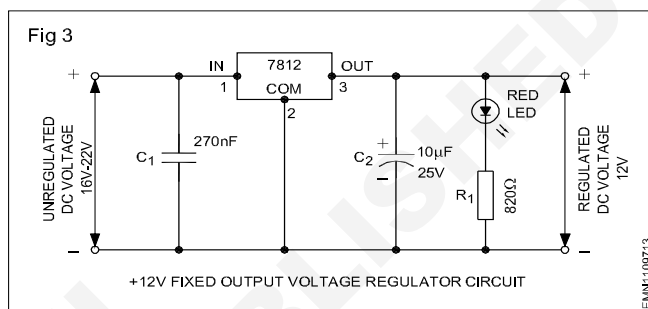 Fig 3
7812
IN
OUT
COM
1
2
3
+
+
RED
LED
C1
270nF
C2
+
10µF
25V
R1
820Ω
UNREGULATED
DC VOLTAGE
16V-22V
REGULATED
DC VOLTAGE
12V
+12V FIXED OUTPUT VOLTAGE REGULATOR CIRCUIT
EMN1109713